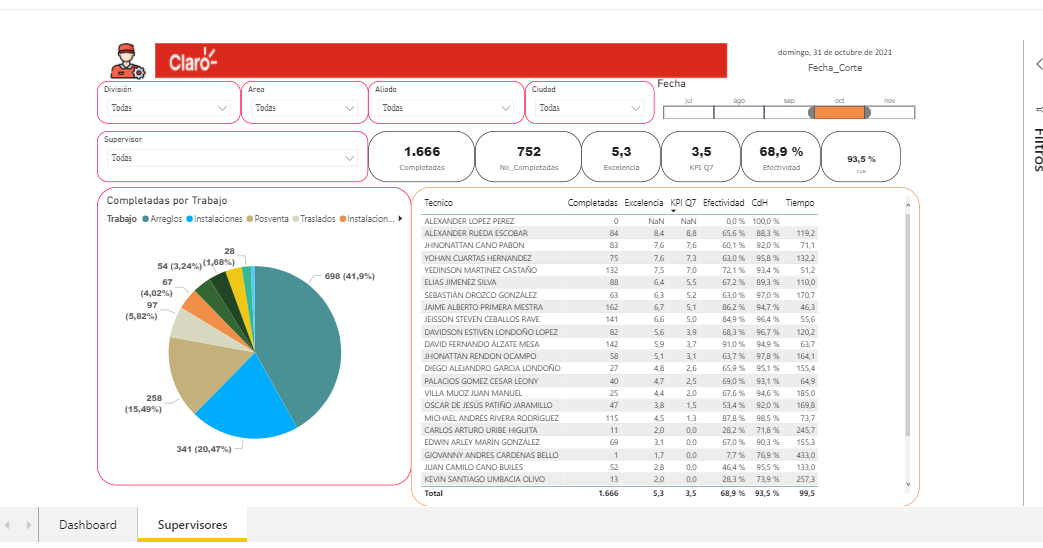 Claro
domingo, 31 de octubre de 2021
Fecha_Corte
División
Todas
Area
Todas
Aliado
Todas
Ciudad
Todas
Fecha
jul ago sep oct nov
Supervisor
Todas
1.666
Completadas
752
No_Completadas
5,3
Excelencia
3,5
KPI Q7
68,9 %
Efectividad
93,5 %
CdH
Filtros
Completadas por Trabajo
Trabajo Arreglos Instalaciones Posventa Traslados Instalacion...
698 (41,9%)
341 (20,47%)
258
(15,49%)
97
(5,82%)
67
(4,02%)
54 (3,24%)
28
(1,68%)
Tecnico Completadas Excelencia KPI Q7 Efectividad CdH Tiempo
ALEXANDER LOPEZ PEREZ 0 NaN NaN 0,0 % 100,0 %
ALEXANDER RUEDA ESCOBAR 84 8,4 8,8 65,6 % 88,3 % 119,2
JHNONATTAN CANO PABON 83 7,6 7,6 60,1 % 92,0 % 71,1
YOHAN CUARTAS HERNANDEZ 75 7,6 7,3 63,0 % 95,8 % 132,2
YEDINSON MARTINEZ CASTAÑO 132 7,5 7,0 72,1 % 93,4 % 51,2
ELIAS JIMENEZ SILVA 88 6,4 5,5 67,2 % 89,3 % 110,0
SEBASTIÁN OROZCO GONZÁLEZ 63 6,3 5,2 63,0 % 97,0 % 170,7
JAIME ALBERTO PRIMERA MESTRA 162 6,7 5,1 86,2 % 94,7 % 46,3
JEISSON STEVEN CEBALLOS RAVE 141 6,6 5,0 84,9 % 96,4 % 55,6
DAVIDSON ESTIVEN LONDOÑO LOPEZ 82 5,6 3,9 68,3 % 96,7 % 120,2
DAVID FERNANDO ÁLZATE MESA 142 5,9 3,7 91,0 % 94,9 % 63,7
JHONATTAN RENDON OCAMPO 58 5,1 3,1 63,7 % 97,8 % 164,1
DIEGO ALEJANDRO GARCIA LONDOÑO 27 4,8 2,6 65,9 % 95,1 % 155,4
PALACIOS GOMEZ CESAR LEONY 40 4,7 2,5 69,0 % 93,1 % 64,9
VILLA MUOZ JUAN MANUEL 25 4,4 2,0 67,6 % 94,6 % 185,0
OSCAR DE JESÚS PATIÑO JARAMILLO 47 3,8 1,5 53,4 % 92,0 % 169,8
MICHAEL ANDRÉS RIVERA RODRÍGUEZ 115 4,5 1,3 87,8 % 98,5 % 73,7
CARLOS ARTURO URIBE HIGUITA 11 2,0 0,0 28,2 % 71,8 % 245,7
EDWIN ARLEY MARÍN GONZÁLEZ 69 3,1 0,0 67,0 % 90,3 % 155,3
GIOVANNY ANDRES CARDENAS BELLO 1 1,7 0,0 7,7 % 76,9 % 433,0
JUAN CAMILO CANO BUILES 52 2,8 0,0 46,4 % 95,5 % 133,0
KEVIN SANTIAGO UMBACIA OLIVO 13 2,0 0,0 28,3 % 73,9 % 257,3
Total 1.666 5,3 3,5 68,9 % 93,5 % 99,5
Dashboard
Supervisores